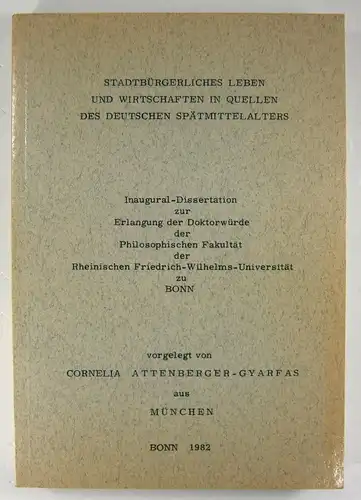 STADTBÜRGERLICHES LEBEN
UND WIRTSCHAFTEN IN QUELLEN
DES DEUTSCHEN SPÄTMITTELALTERS
Inaugural-Dissertation
zur
Erlangung der Doktorwürde
der
Philosophischen Fakultät
der
Rheinischen Friedrich-Wilhelms-Universität
zu
BONN
vorgelegt von
CORNELIA ATTENBERGER-GYARFAS
aus
MÜNCHEN
BONN 1982